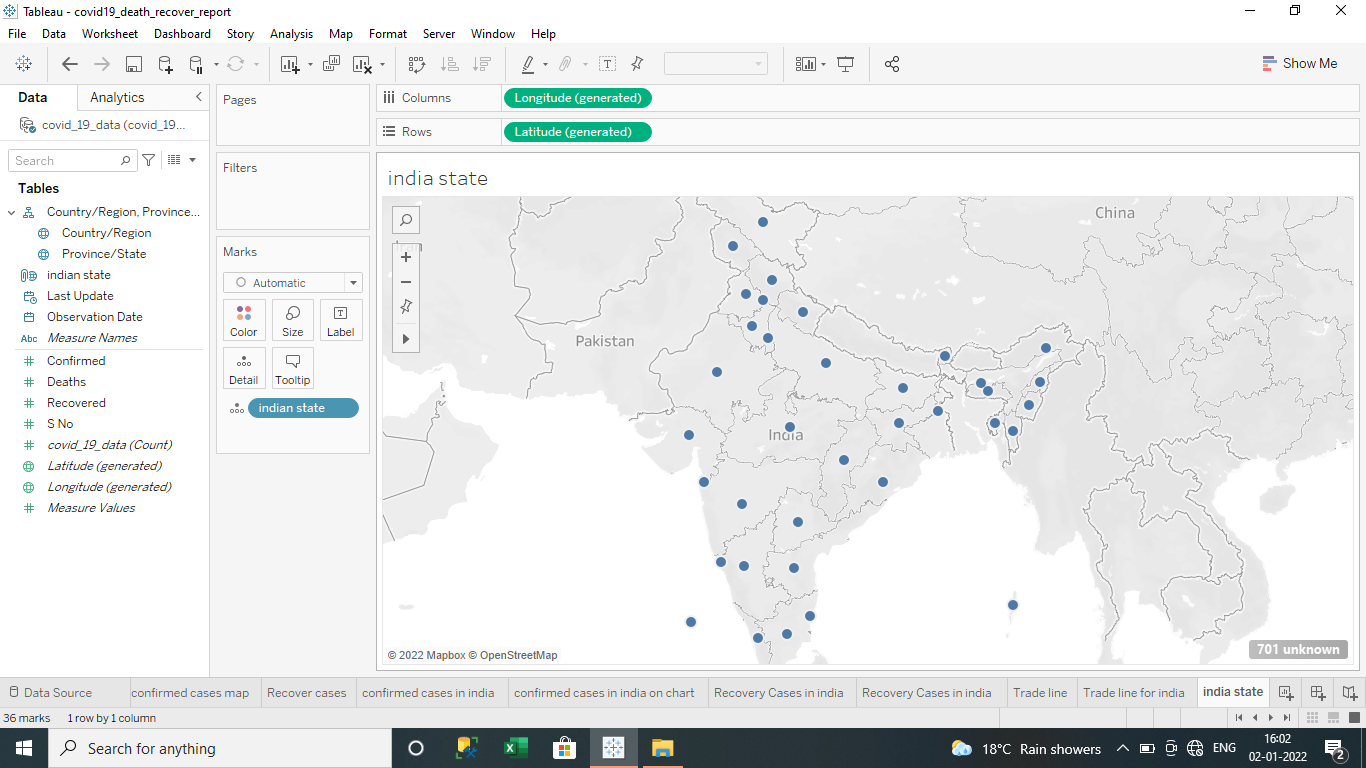 Tableau - covid19_death_recover_report
File Data Worksheet Dashboard Story Analysis Map Format Server Window Help
Show Me
Data Analytics
covid_19_data (covid_19...
Search
Tables
Country/Region, Province...
Country/Region
Province/State
indian state
Last Update
Observation Date
Abc Measure Names
Confirmed
Deaths
Recovered
S No
covid_19_data (Count)
Latitude (generated)
Longitude (generated)
Measure Values
Pages
Filters
Marks
Automatic
Color Size Label
Detail Tooltip
indian state
Columns Longitude (generated)
Rows Latitude (generated)
india state
China
Pakistan
India
© 2022 Mapbox © OpenStreetMap
701 unknown
Data Source confirmed cases map Recover cases confirmed cases in india confirmed cases in india on chart Recovery Cases in india Recovery Cases in india Trade line Trade line for india india state
36 marks 1 row by 1 column
Search for anything
18°C Rain showers ENG 16:02
02-01-2022 2